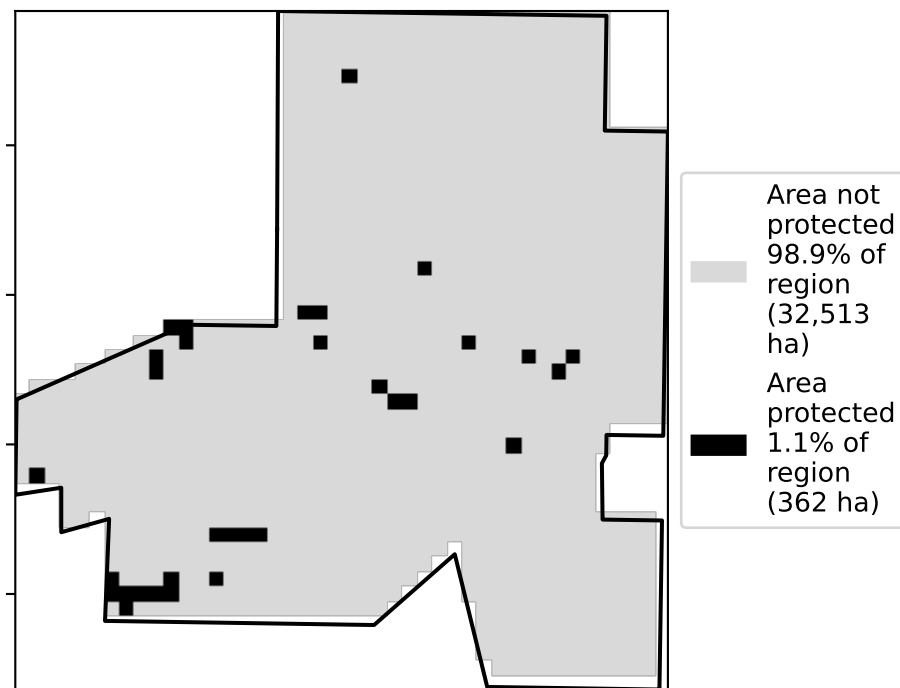 Area not
protected
98.9% of
region
(32,513
ha)
Area
protected
1.1% of
region
(362 ha)